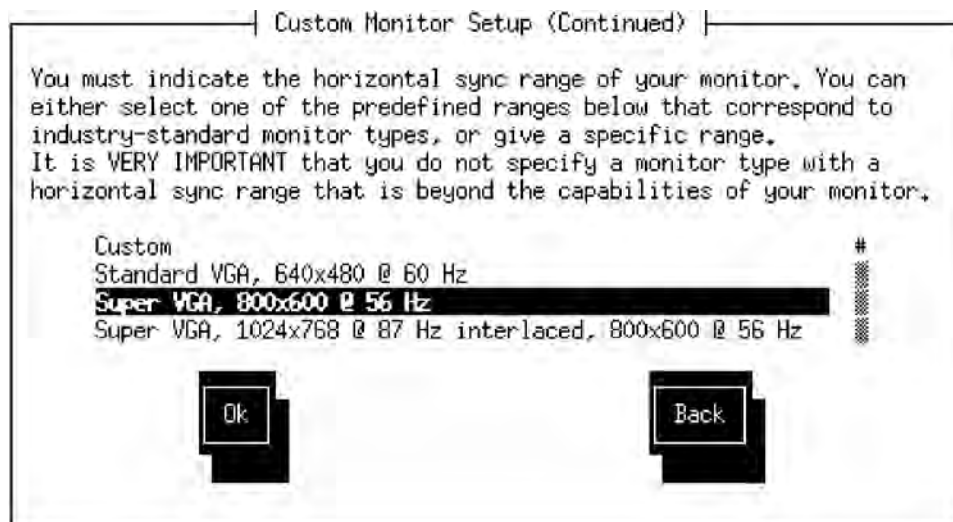 Custom Monitor Setup (Continued)
You must indicate the horizontal sync range of your monitor. You can
either select one of the predefined ranges below that correspond to
industry-standard monitor types, or give a specific range.
It is VERY IMPORTANT that you do not specify a monitor type with a
horizontal sync range that is beyond the capabilities of your monitor.
Custom #
Standard VGA, 640x480 @ 60 Hz
Super VGA, 800x600 @ 56 Hz
Super VGA, 1024x768 @ 87 Hz interlaced, 800x600 @ 56 Hz
Ok Back